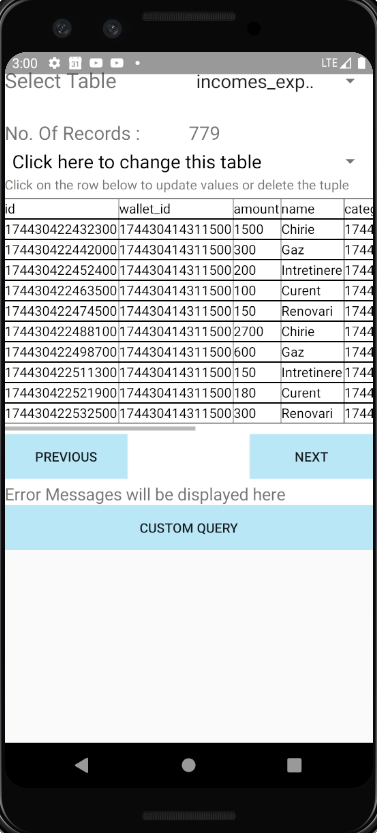 3:00 LTE
Select Table incomes_exp..
No. Of Records : 779
Click here to change this table
Click on the row below to update values or delete the tuple
id wallet_id amount name categ
174430422432300 174430414311500 1500 Chirie 1744
174430422442000 174430414311500 300 Gaz 1744
174430422452400 174430414311500 200 Intretinere 1744
174430422463500 174430414311500 100 Curent 1744
174430422474500 174430414311500 150 Renovari 1744
174430422488100 174430414311500 2700 Chirie 1744
174430422498700 174430414311500 600 Gaz 1744
174430422511300 174430414311500 150 Intretinere 1744
174430422521900 174430414311500 180 Curent 1744
174430422532500 174430414311500 300 Renovari 1744
PREVIOUS NEXT
Error Messages will be displayed here
CUSTOM QUERY